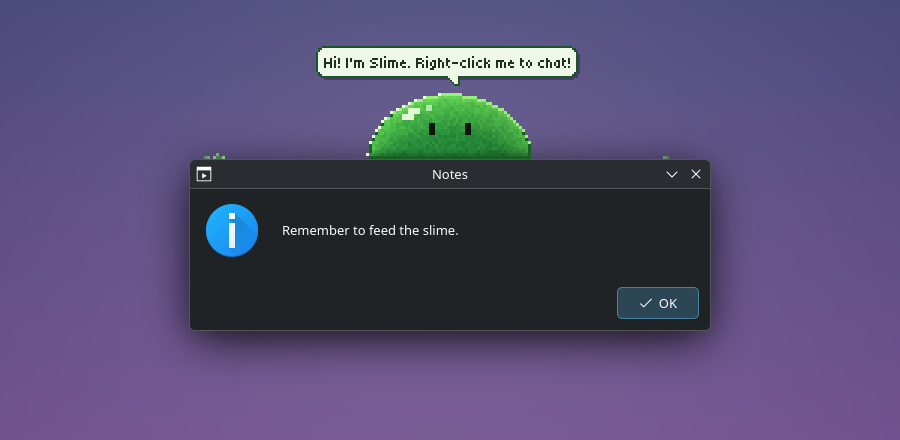 Hi! I'm Slime. Right-click me to chat!
Notes
Remember to feed the slime.
OK